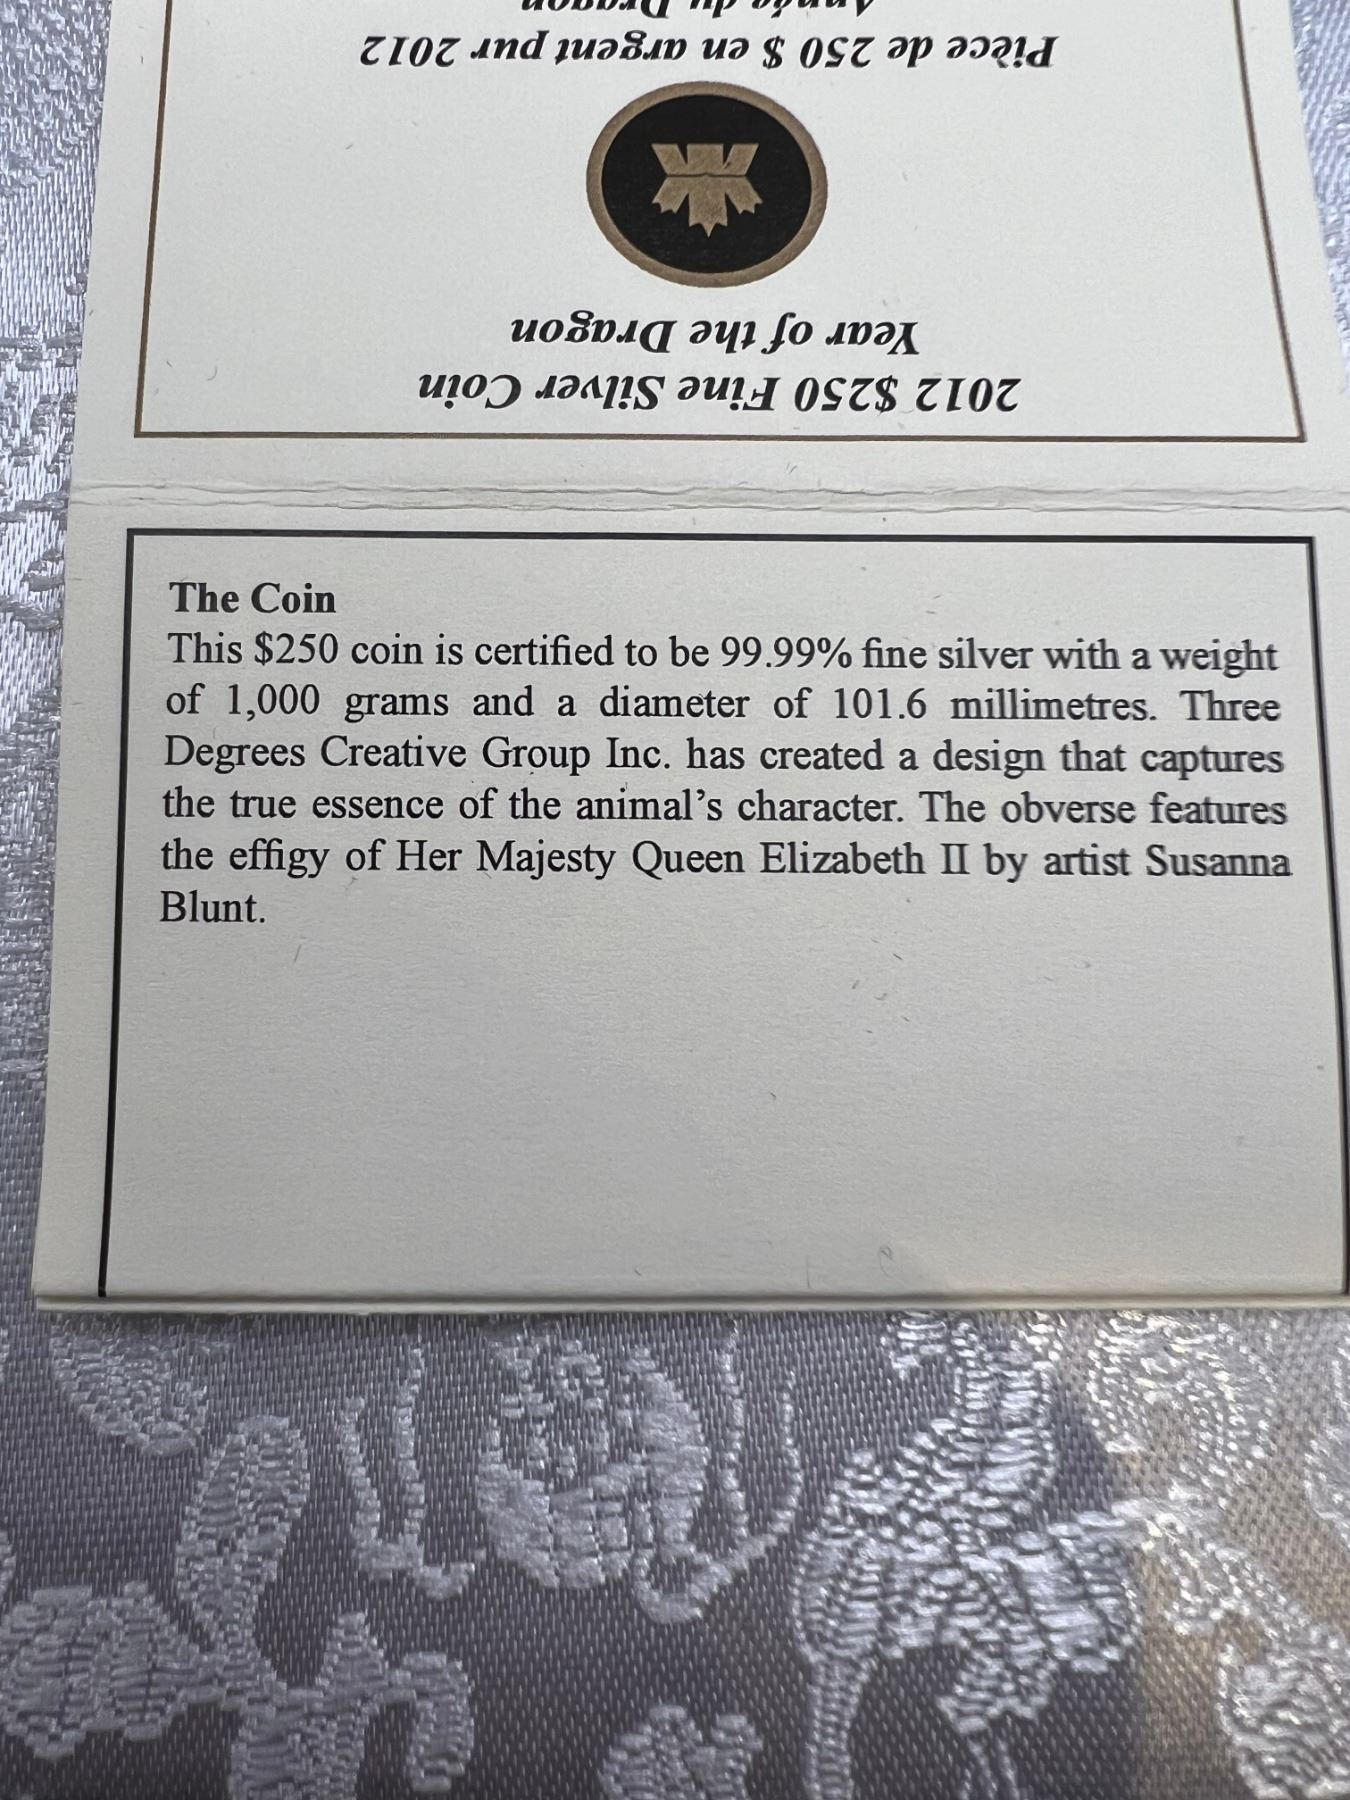 2012 $250 Fine Silver Coin
Year of the Dragon
Pièce de 250 $ en argent pur 2012
Année du Dragon
The Coin
This $250 coin is certified to be 99.99% fine silver with a weight
of 1,000 grams and a diameter of 101.6 millimetres. Three
Degrees Creative Group Inc. has created a design that captures
the true essence of the animal’s character. The obverse features
the effigy of Her Majesty Queen Elizabeth II by artist Susanna
Blunt.